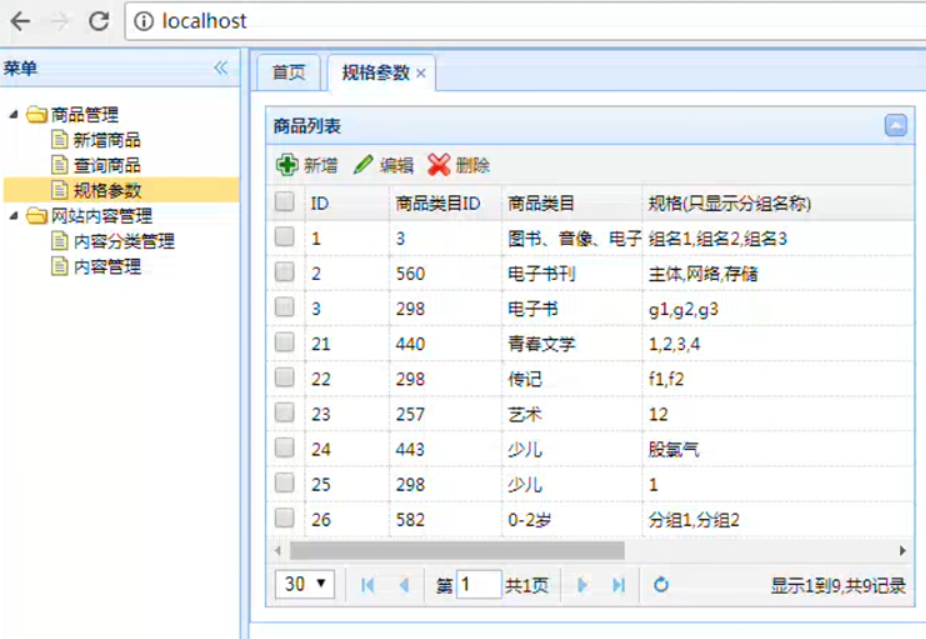 localhost
菜单
首页 规格参数
商品管理
新增商品
查询商品
规格参数
网站内容管理
内容分类管理
内容管理
商品列表
新增 编辑 删除
ID 商品类目ID 商品类目 规格(只显示分组名称)
1 3 图书、音像、电子 组名1,组名2,组名3
2 560 电子书刊 主体,网络,存储
3 298 电子书 g1,g2,g3
21 440 青春文学 1,2,3,4
22 298 传记 f1,f2
23 257 艺术 12
24 443 少儿 股氯气
25 298 少儿 1
26 582 0-2岁 分组1,分组2
30 第 1 共1页 显示1到9,共9记录